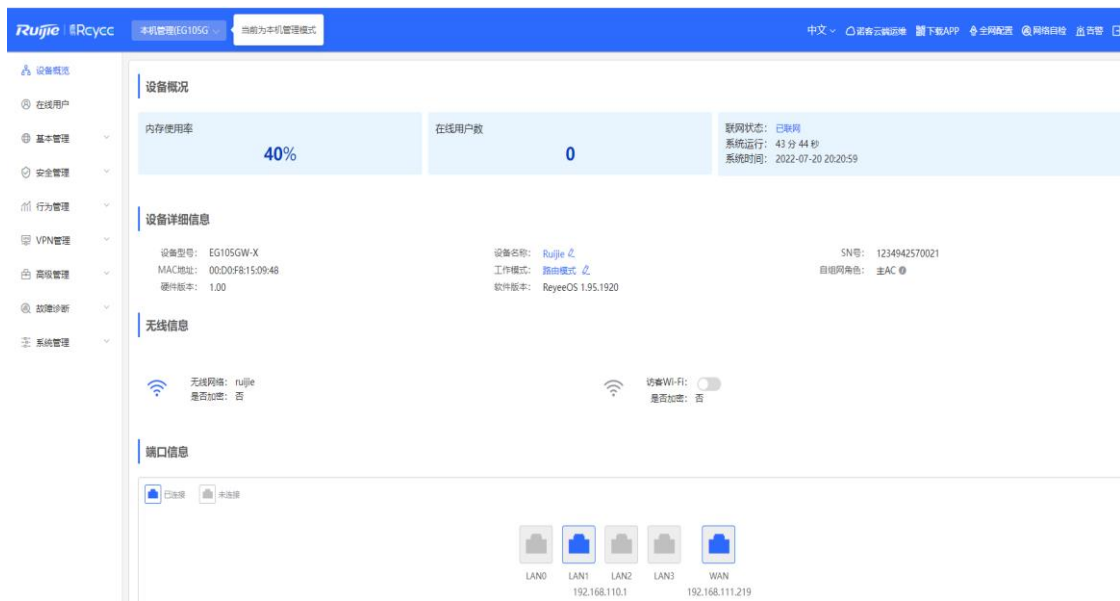 Ruijie Rcycc 本机管理(EG105G 当前为本机管理模式
中文 诺客云端运维 下载APP 全网配置 网络自检 告警
设备概览
在线用户
基本管理
安全管理
行为管理
VPN管理
高级管理
故障诊断
系统管理
设备概况
内存使用率
40%
在线用户数
0
联网状态: 已联网
系统运行: 43 分 44 秒
系统时间: 2022-07-20 20:20:59
设备详细信息
设备型号: EG105GW-X
设备名称: Ruijie
SN号: 1234942570021
MAC地址: 00:D0:F8:15:09:48
工作模式: 路由模式
自组网角色: 主AC
硬件版本: 1.00
软件版本: ReyeeOS 1.95.1920
无线信息
无线网络: ruijie
是否加密: 否
访客Wi-Fi:
是否加密: 否
端口信息
已连接 未连接
LAN0 LAN1 LAN2 LAN3 WAN
192.168.110.1 192.168.111.219